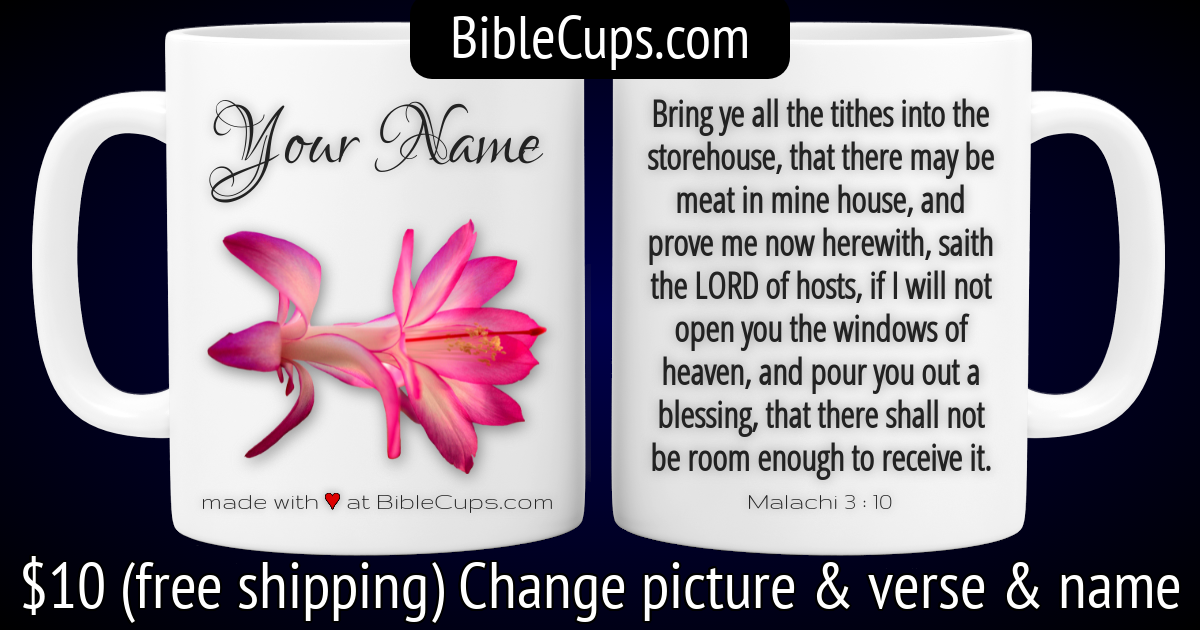 BibleCups.com
Your Name
made with ♥ at BibleCups.com
Bring ye all the tithes into the
storehouse, that there may be
meat in mine house, and
prove me now herewith, saith
the LORD of hosts, if I will not
open you the windows of
heaven, and pour you out a
blessing, that there shall not
be room enough to receive it.
Malachi 3 : 10
$10 (free shipping) Change picture & verse & name